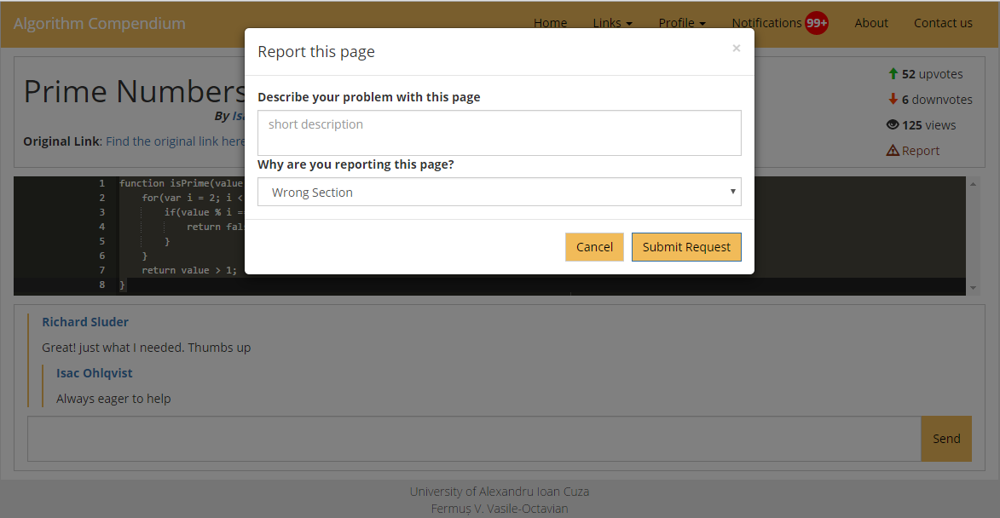 Algorithm Compendium Home Links Profile Notifications 99+ About Contact us
Report this page ×
Prime Numbers
By Isa
Original Link: Find the original link here
52 upvotes
6 downvotes
125 views
Report
Describe your problem with this page
short description
Why are you reporting this page?
Wrong Section
Cancel Submit Request
1 function isPrime(value
2 for(var i = 2; i <
3 if(value % i =
4 return fal
5 }
6 }
7 return value > 1;
8 }
Richard Sluder
Great! just what I needed. Thumbs up
Isac Ohlqvist
Always eager to help
Send
University of Alexandru Ioan Cuza
Fermuș V. Vasile-Octavian